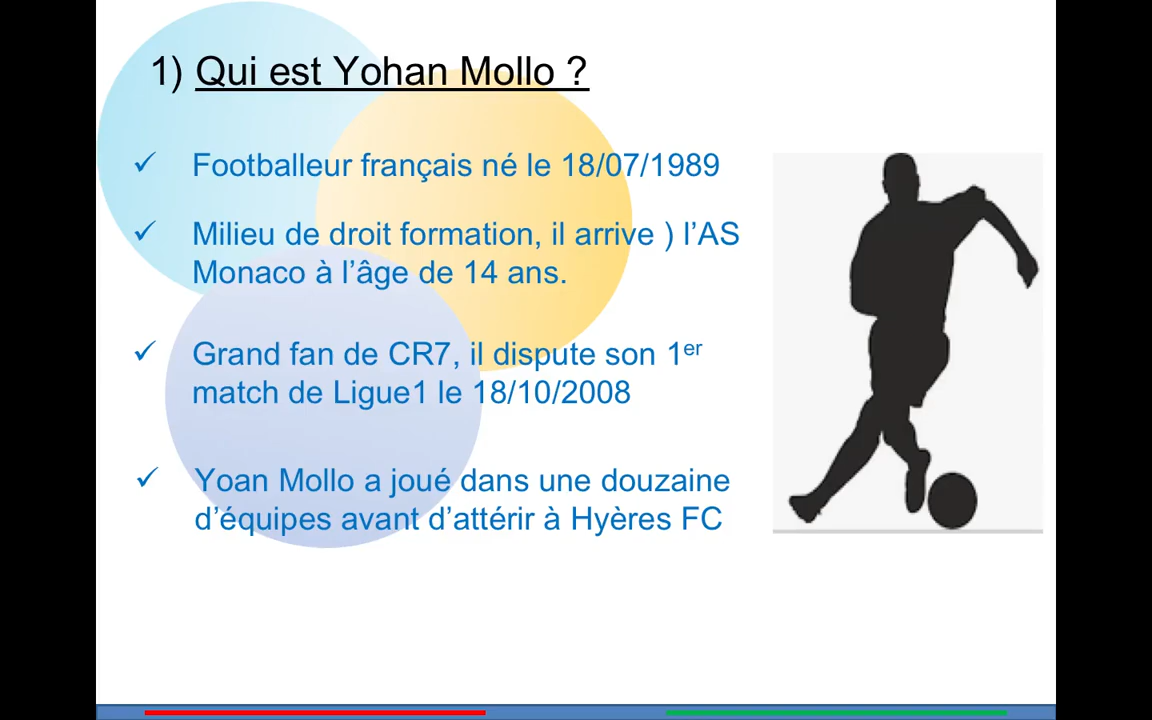 1) Qui est Yohan Mollo ?
✓ Footballeur français né le 18/07/1989
✓ Milieu de droit formation, il arrive ) l’AS
Monaco à l’âge de 14 ans.
✓ Grand fan de CR7, il dispute son 1er
match de Ligue1 le 18/10/2008
✓ Yoan Mollo a joué dans une douzaine
d’équipes avant d’attérir à Hyères FC